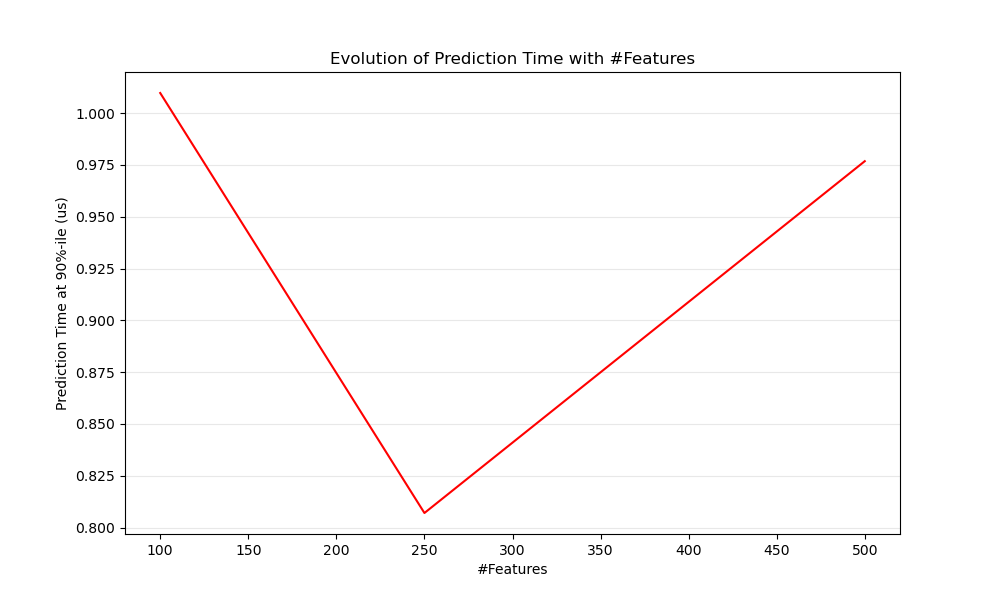 Evolution of Prediction Time with #Features
Prediction Time at 90%-ile (us)
1.000
0.975
0.950
0.925
0.900
0.875
0.850
0.825
0.800
100 150 200 250 300 350 400 450 500
#Features